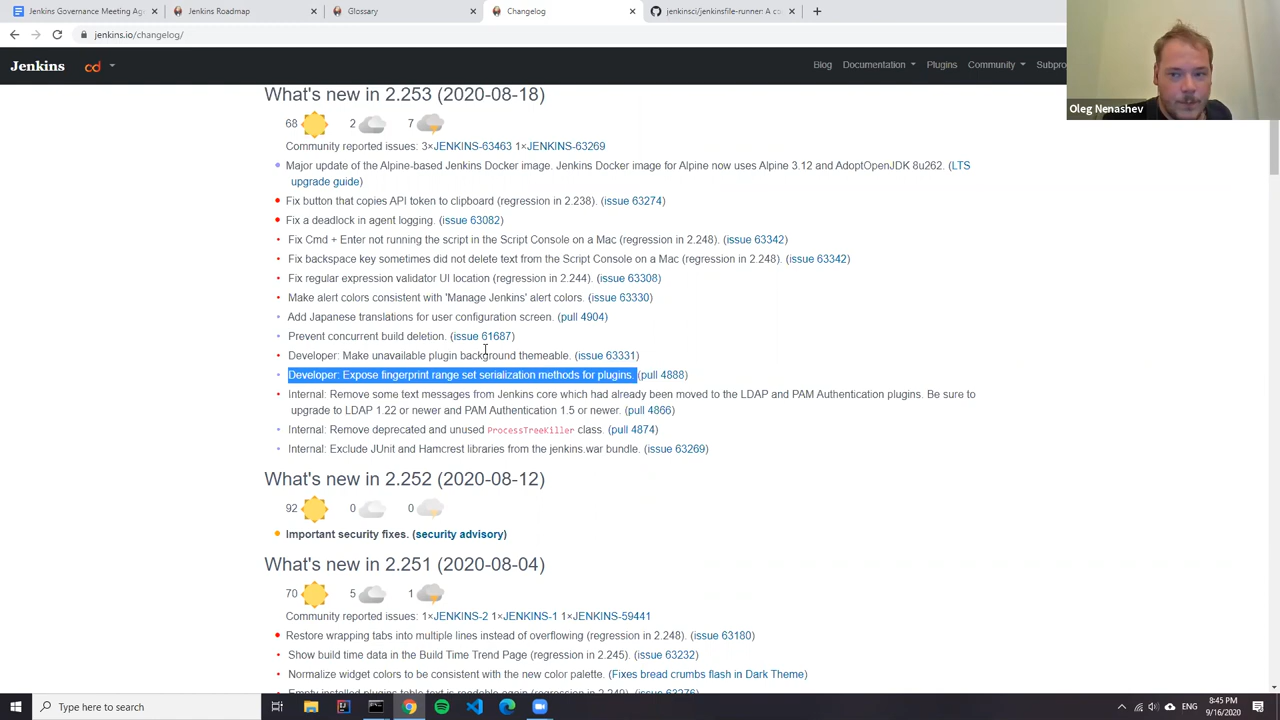 Jenkins Governance Meeting Ag
Jenkins Roadmap
Glossary
Changelog
jenkinsci/jenkinsfile-runner: A co
jenkins.io/changelog/
Jenkins
cd
Blog
Documentation
Plugins
Community
Subpro
Oleg Nenashev
What's new in 2.253 (2020-08-18)
68 2 7
Community reported issues: 3×JENKINS-63463 1×JENKINS-63269
Major update of the Alpine-based Jenkins Docker image. Jenkins Docker image for Alpine now uses Alpine 3.12 and AdoptOpenJDK 8u262. (LTS
upgrade guide)
Fix button that copies API token to clipboard (regression in 2.238). (issue 63274)
Fix a deadlock in agent logging. (issue 63082)
Fix Cmd + Enter not running the script in the Script Console on a Mac (regression in 2.248). (issue 63342)
Fix backspace key sometimes did not delete text from the Script Console on a Mac (regression in 2.248). (issue 63342)
Fix regular expression validator UI location (regression in 2.244). (issue 63308)
Make alert colors consistent with 'Manage Jenkins' alert colors. (issue 63330)
Add Japanese translations for user configuration screen. (pull 4904)
Prevent concurrent build deletion. (issue 61687)
Developer: Make unavailable plugin background themeable. (issue 63331)
Developer: Expose fingerprint range set serialization methods for plugins. (pull 4888)
Internal: Remove some text messages from Jenkins core which had already been moved to the LDAP and PAM Authentication plugins. Be sure to
upgrade to LDAP 1.22 or newer and PAM Authentication 1.5 or newer. (pull 4866)
Internal: Remove deprecated and unused ProcessTreeKiller class. (pull 4874)
Internal: Exclude JUnit and Hamcrest libraries from the jenkins.war bundle. (issue 63269)
What's new in 2.252 (2020-08-12)
92 0 0
Important security fixes. (security advisory)
What's new in 2.251 (2020-08-04)
70 5 1
Community reported issues: 1×JENKINS-2 1×JENKINS-1 1×JENKINS-59441
Restore wrapping tabs into multiple lines instead of overflowing (regression in 2.248). (issue 63180)
Show build time data in the Build Time Trend Page (regression in 2.245). (issue 63232)
Normalize widget colors to be consistent with the new color palette. (Fixes bread crumbs flash in Dark Theme)
Empty installed plugins table text is readable again (regression in 2.249). (issue 63276)
Type here to search
ENG
8:45 PM
9/16/2020